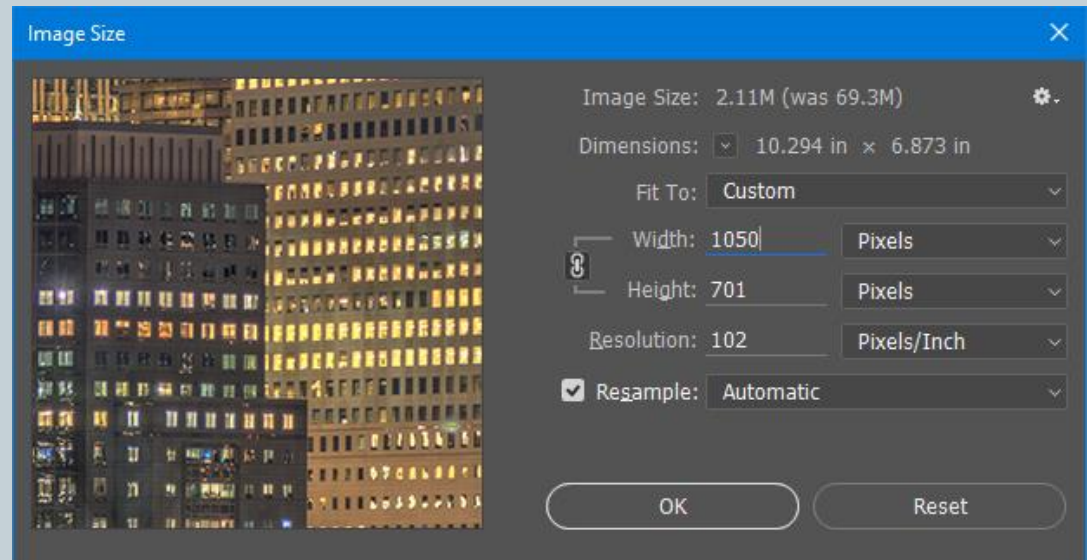 Image Size
Image Size: 2.11M (was 69.3M)
Dimensions: 10.294 in × 6.873 in
Fit To: Custom
Width: 1050 Pixels
Height: 701 Pixels
Resolution: 102 Pixels/Inch
Resample: Automatic
OK Reset